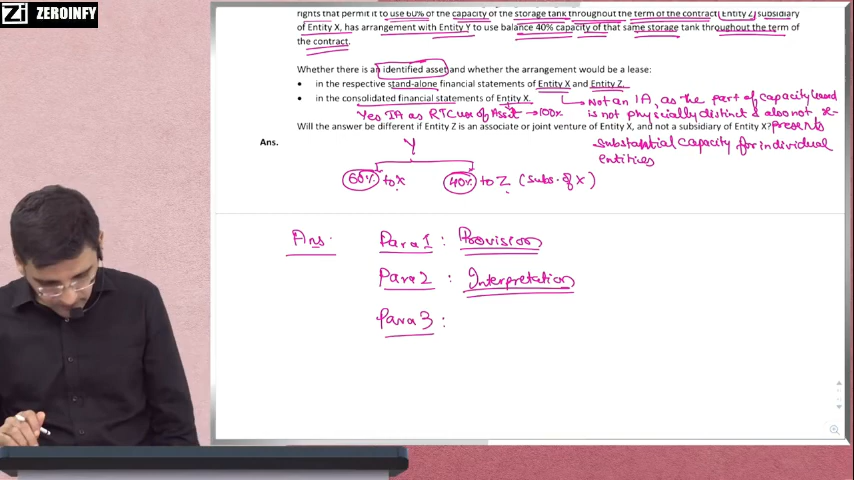 Zi ZEROINFY
rights that permit it to use 60% of the capacity of the storage tank throughout the term of the contract. Entity Z, subsidiary
of Entity X, has arrangement with Entity Y to use balance 40% capacity of that same storage tank throughout the term of
the contract.
Whether there is an identified asset and whether the arrangement would be a lease:
• in the respective stand-alone financial statements of Entity X and Entity Z.
• in the consolidated financial statements of Entity X.
Not an IA, as the part of capacity leased
Yes IA as RTC use of Asset → 100%
is not physically distinct & also not re-
Will the answer be different if Entity Z is an associate or joint venture of Entity X, and not a subsidiary of Entity X?
presents
Ans.
substantial capacity for individual
entities
Y
60% to X
40% to Z (subs. of X)
Ans.
Para 1 : Provision
Para 2 : Interpretation
Para 3 :